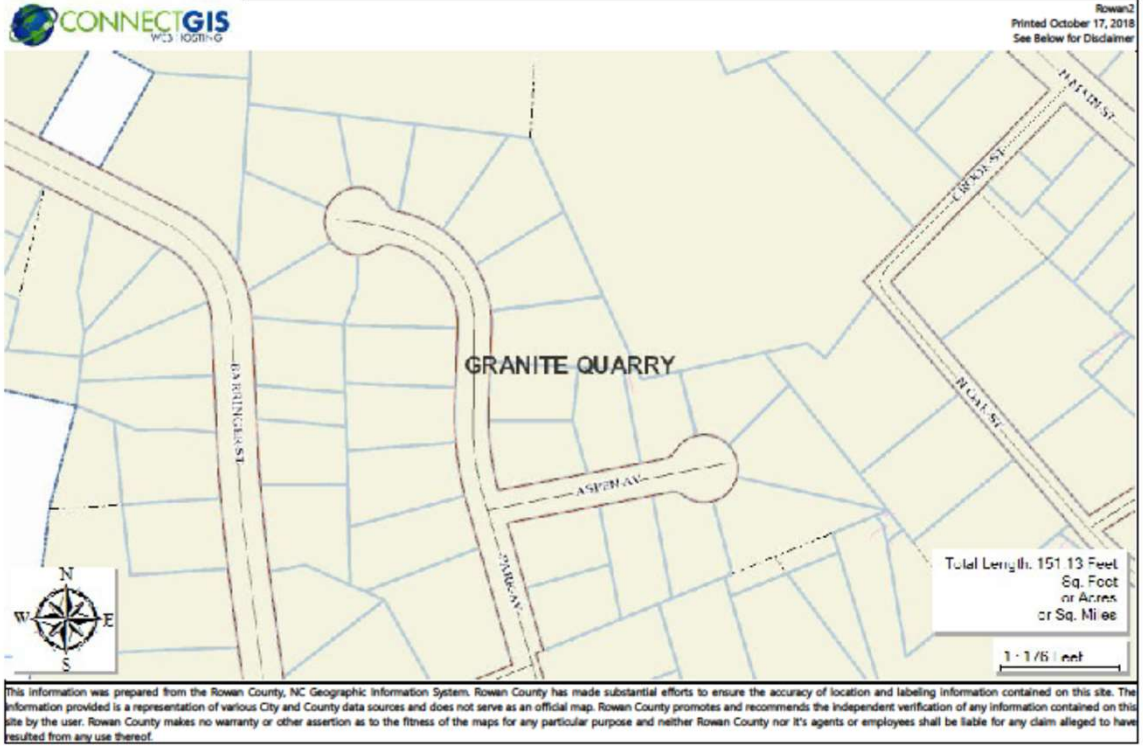 CONNECTGIS
WEB HOSTING
Rowan2
Printed October 17, 2018
See Below for Disclaimer
N MAIN ST
CROOK ST
GRANITE QUARRY
BARRINGER ST
N OAK ST
ASPEN AV
PARK AV
N
W E
S
Total Length: 151.13 Feet
Sq. Feet
or Acres
or Sq. Miles
1 : 176 Feet
This information was prepared from the Rowan County, NC Geographic Information System. Rowan County has made substantial efforts to ensure the accuracy of location and labeling information contained on this site. The
information provided is a representation of various City and County data sources and does not serve as an official map. Rowan County promotes and recommends the independent verification of any information contained on this
site by the user. Rowan County makes no warranty or other assertion as to the fitness of the maps for any particular purpose and neither Rowan County nor it's agents or employees shall be liable for any claim alleged to have
resulted from any use thereof.